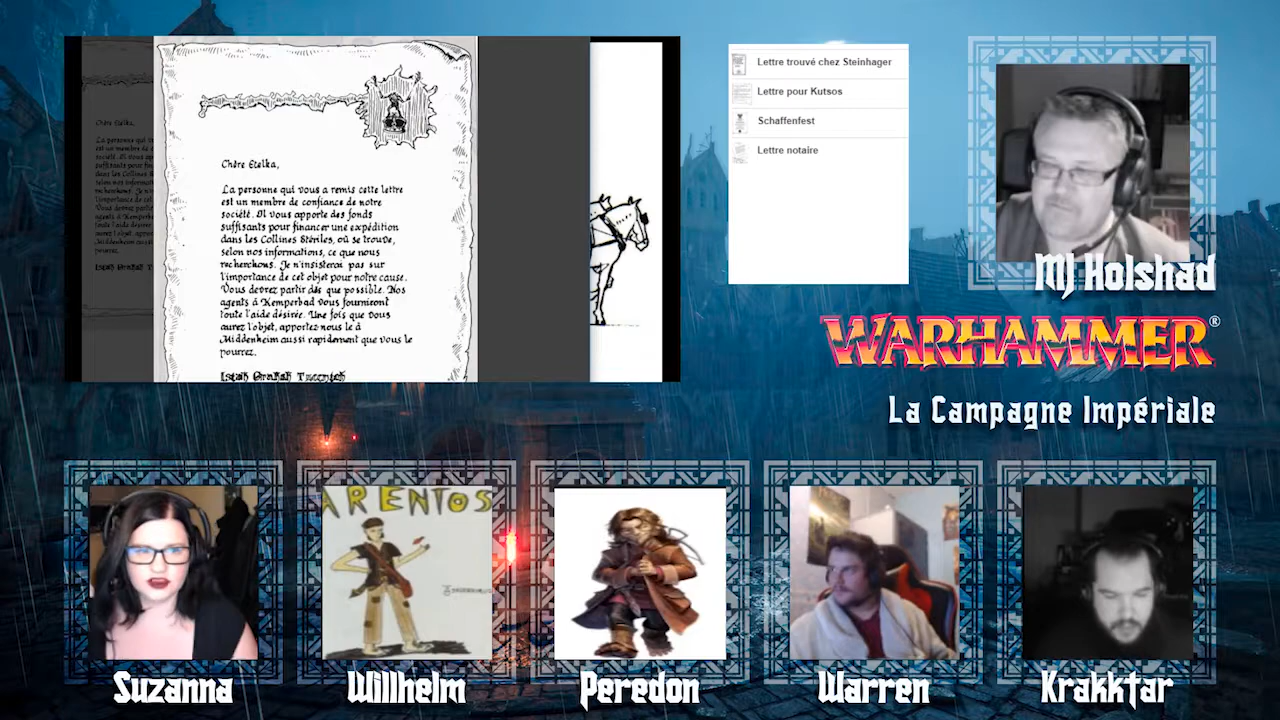 Chère Etelka,
La personne qui vous a remis cette lettre
est un membre de confiance de notre
société. Il vous apporte des fonds
suffisants pour financer une expédition
dans les Collines Stériles, où se trouve,
selon nos informations, ce que nous
recherchons. Je n'insisterai pas sur
l'importance de cet objet pour notre cause.
Vous devrez partir dès que possible. Nos
agents à Kemperbad vous fourniront
toute l'aide désirée. Une fois que vous
aurez l'objet, apportez-nous le à
Middenheim aussi rapidement que vous le
pourrez.
Lettre trouvé chez Steinhager
Lettre pour Kutsos
Schaffenfest
Lettre notaire
MJ Holshad
WARHAMMER®
La Campagne Impériale
ARENTOS
Suzanna
Willhelm
Peredon
Warren
Krakktar